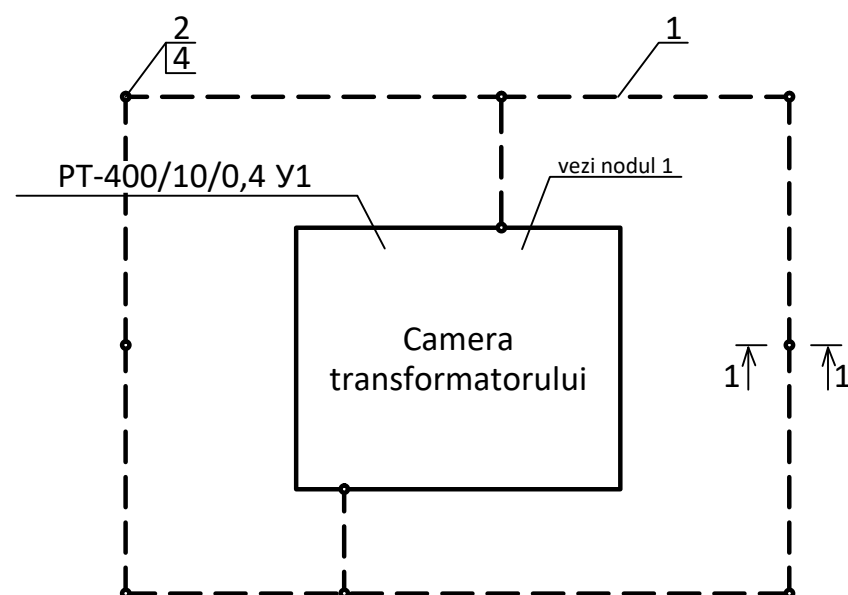 2
4
1
РТ-400/10/0,4 У1
vezi nodul 1
Camera
transformatorului
1
1